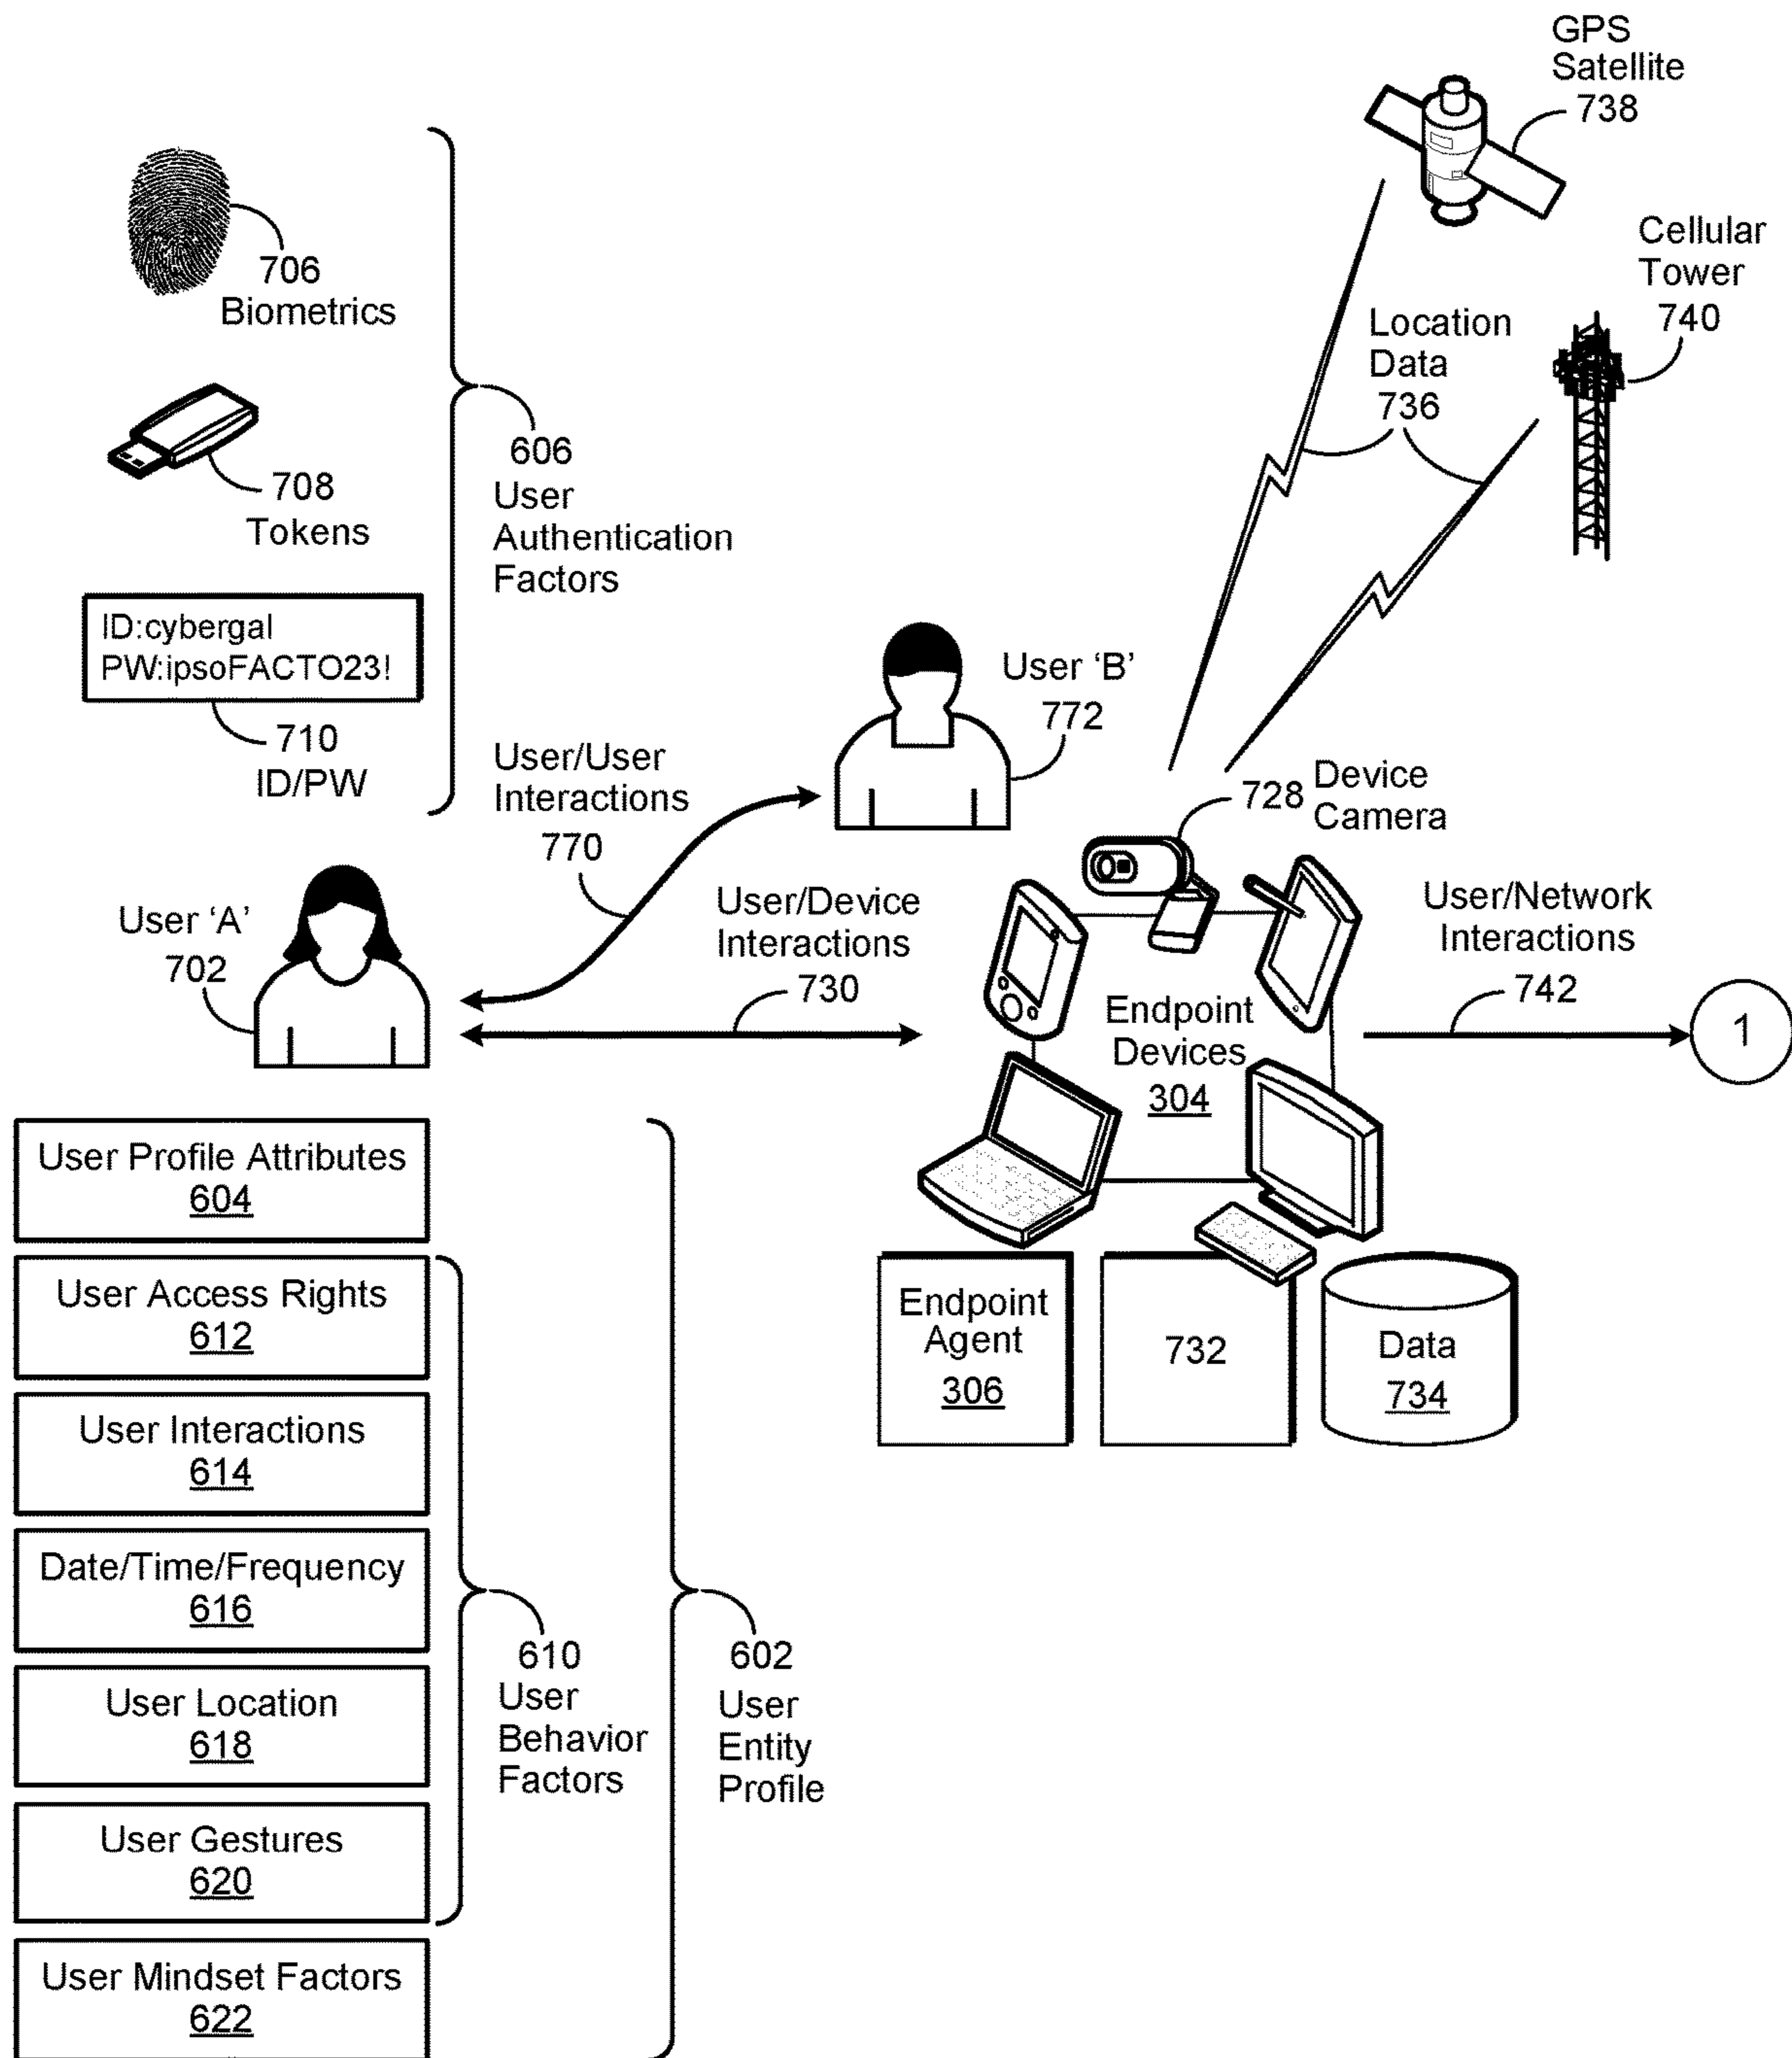 GPS
Satellite
738
Cellular
Tower
740
Location
Data
736
706
Biometrics
708
Tokens
ID:cybergal
PW:ipsoFACTO23!
710
ID/PW
606
User
Authentication
Factors
User ‘B’
772
User/User
Interactions
770
728 Device
Camera
User ‘A’
702
User/Device
Interactions
730
User/Network
Interactions
742
1
Endpoint
Devices
304
Endpoint
Agent
306
732
Data
734
User Profile Attributes
604
User Access Rights
612
User Interactions
614
Date/Time/Frequency
616
User Location
618
User Gestures
620
User Mindset Factors
622
610
User
Behavior
Factors
602
User
Entity
Profile